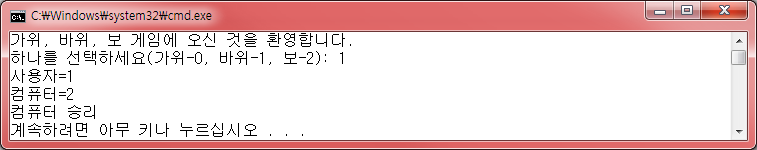 C:\Windows\system32\cmd.exe
가위, 바위, 보 게임에 오신 것을 환영합니다.
하나를 선택하세요(가위-0, 바위-1, 보-2): 1
사용자=1
컴퓨터=2
컴퓨터 승리
계속하려면 아무 키나 누르십시오 . . .